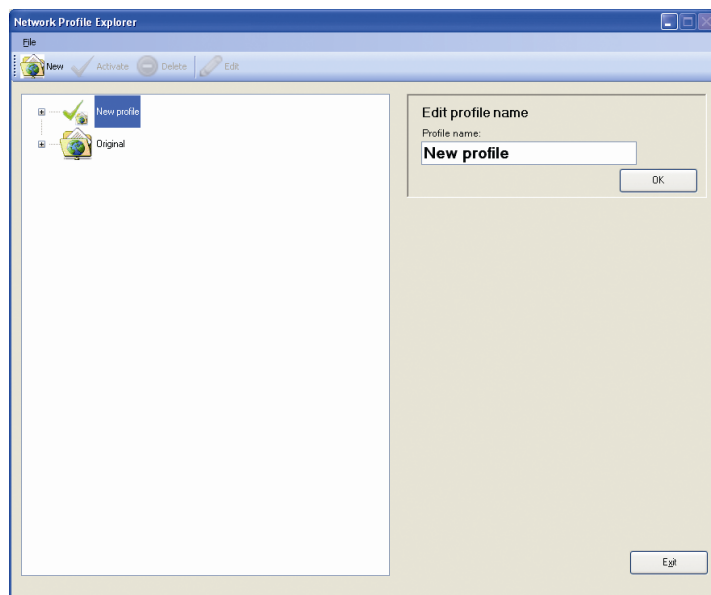 Network Profile Explorer
File
New Activate Delete Edit
New profile
Original
Edit profile name
Profile name:
New profile
OK
Exit